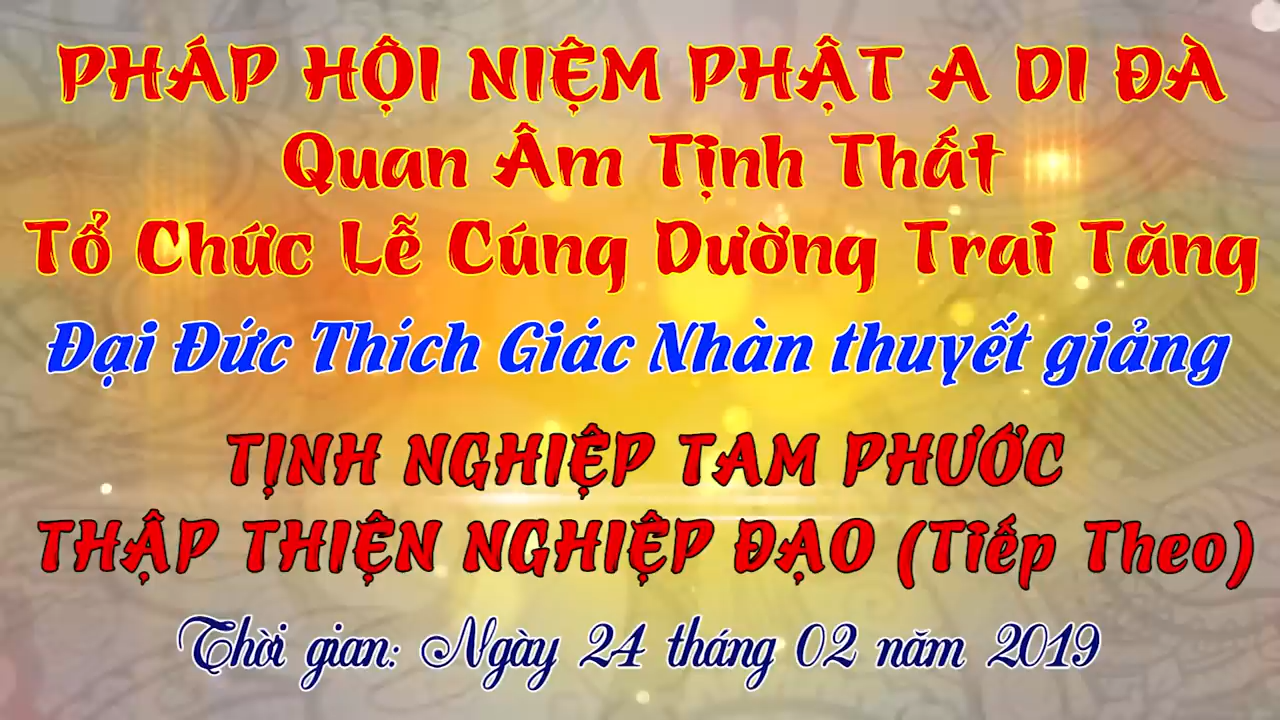 PHÁP HỘI NIỆM PHẬT A DI ĐÀ
Quan Âm Tịnh Thất
Tổ Chức Lễ Cúng Dường Trai Tăng
Đại Đức Thích Giác Nhàn thuyết giảng
TỊNH NGHIỆP TAM PHƯỚC
THẬP THIỆN NGHIỆP ĐẠO (Tiếp Theo)
Thời gian: Ngày 24 tháng 02 năm 2019